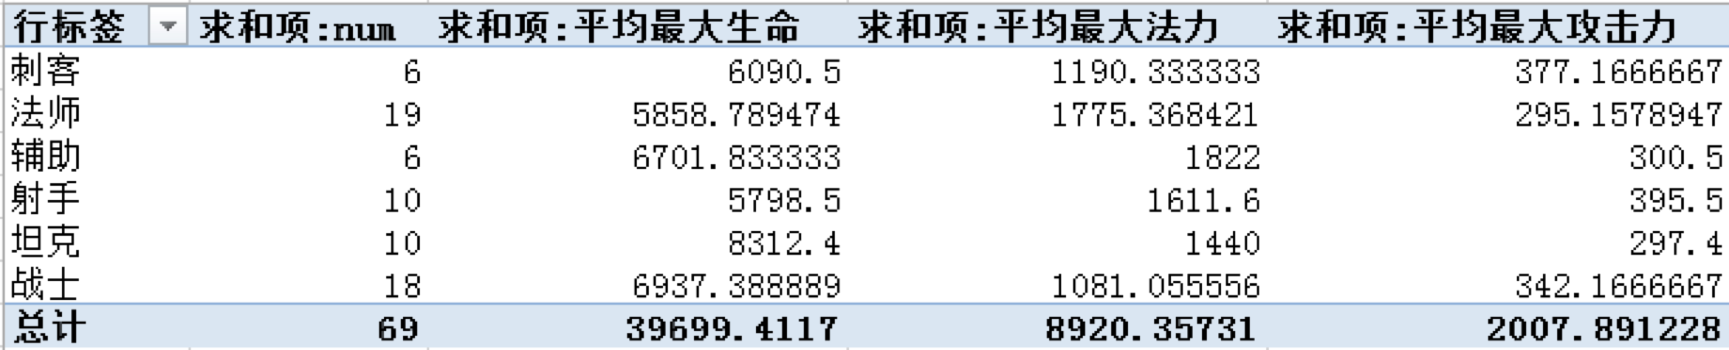 行标签 求和项:num 求和项:平均最大生命 求和项:平均最大法力 求和项:平均最大攻击力
刺客 6 6090.5 1190.333333 377.1666667
法师 19 5858.789474 1775.368421 295.1578947
辅助 6 6701.833333 1822 300.5
射手 10 5798.5 1611.6 395.5
坦克 10 8312.4 1440 297.4
战士 18 6937.388889 1081.055556 342.1666667
总计 69 39699.4117 8920.35731 2007.891228